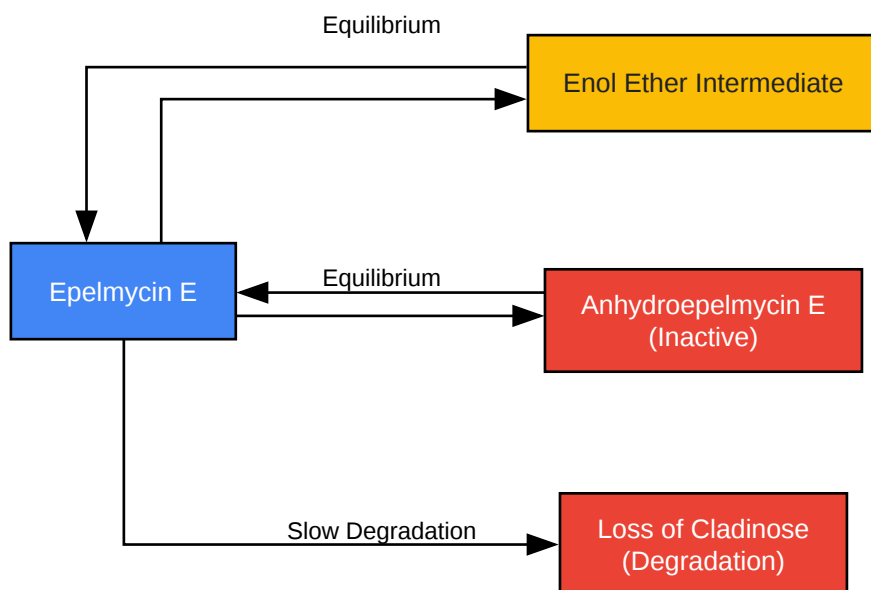 Equilibrium
Enol Ether Intermediate
Epelmycin E
Equilibrium
Anhydroepelmycin E
(Inactive)
Slow Degradation
Loss of Cladinose
(Degradation)